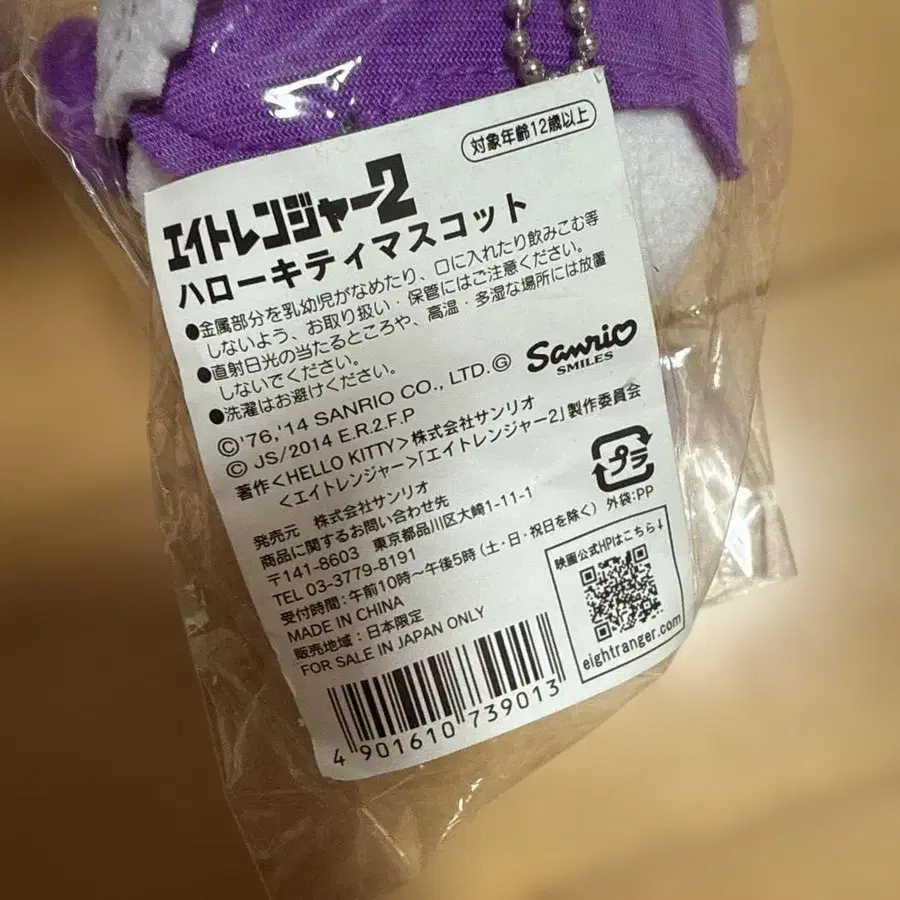 対象年齢12歳以上
エイトレンジャー2
ハローキティマスコット
●金属部分を乳幼児がなめたり、口に入れたり飲みこむ等
しないよう、お取り扱い・保管にはご注意ください。
●直射日光の当たるところや、高温・多湿な場所には放置
しないでください。
●洗濯はお避けください。
Sanrio
SMILES
©'76,'14 SANRIO CO., LTD. Ⓖ
© JS/2014 E.R.2.F.P
著作<HELLO KITTY>株式会社サンリオ
<エイトレンジャー>「エイトレンジャー2」製作委員会
プラ
外袋:PP
発売元 株式会社サンリオ
商品に関するお問い合わせ先
〒141-8603 東京都品川区大崎1-11-1
TEL 03-3779-8191
受付時間:午前10時〜午後5時(土・日・祝日を除く)
MADE IN CHINA
販売地域:日本限定
FOR SALE IN JAPAN ONLY
映画公式HPはこちら↓
eightranger.com
4 901610 739013